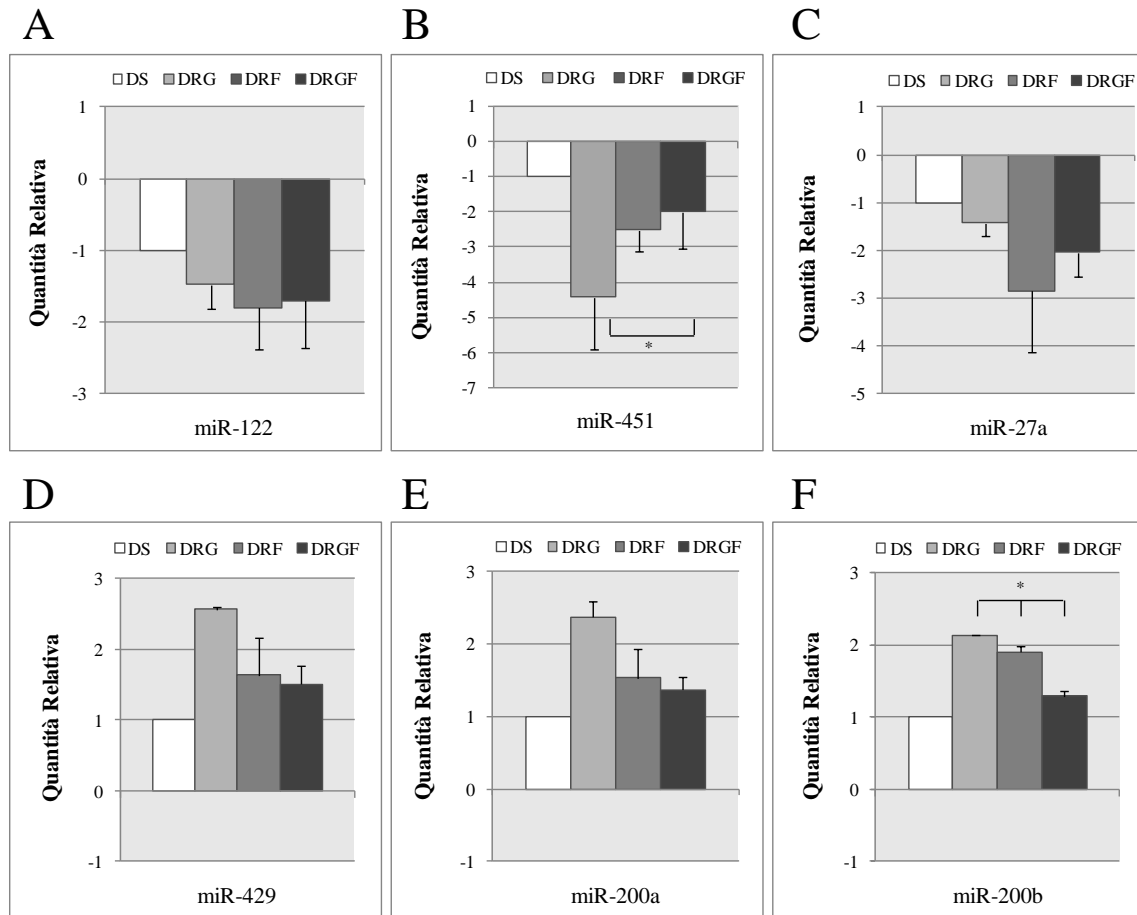 A
DS DRG DRF DRGF
1
0
-1
-2
-3
Quantità Relativa
miR-122
B
DS DRG DRF DRGF
1
0
-1
-2
-3
-4
-5
-6
-7
Quantità Relativa
*
miR-451
C
DS DRG DRF DRGF
1
0
-1
-2
-3
-4
-5
Quantità Relativa
miR-27a
D
DS DRG DRF DRGF
3
2
1
0
-1
Quantità Relativa
miR-429
E
DS DRG DRF DRGF
3
2
1
0
-1
Quantità Relativa
miR-200a
F
DS DRG DRF DRGF
3
2
1
0
-1
Quantità Relativa
*
miR-200b